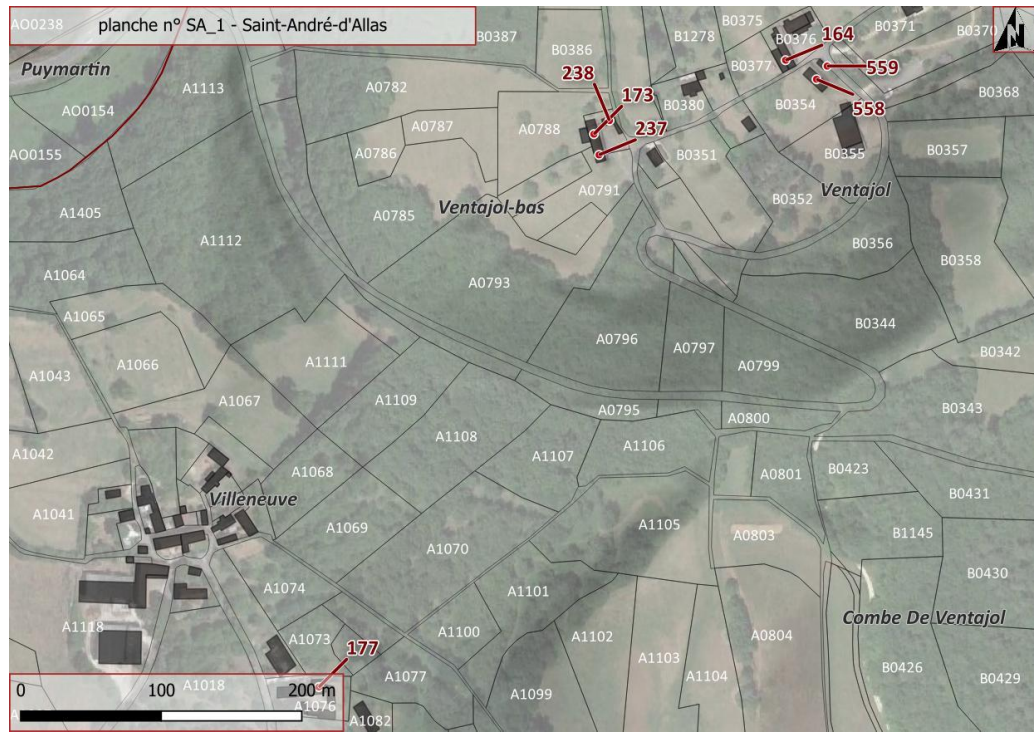 planche n° SA_1 - Saint-André-d'Allas
N
AO0238
B0387
B0386
B1278
B0375
B0376
164
B0371
B0370
Puymartin
A1113
A0782
238
B0377
559
AO0154
A0787
A0788
173
B0380
B0354
558
B0368
AO0155
A0786
237
B0351
B0355
B0357
A1405
A0785
Ventajol-bas
A0791
B0352
Ventajol
A1112
B0356
B0358
A1064
A0793
A1065
B0344
A1066
A1111
A0796
A0797
A0799
B0342
A1043
A1067
A1109
A0795
A0800
B0343
A1042
A1108
A1107
A1106
A0801
B0423
A1068
B0431
Villeneuve
A1041
A1069
A1105
A0803
B1145
A1070
B0430
A1074
A1101
Combe De Ventajol
A1118
A1073
177
A1100
A1102
A0804
A1103
A1104
B0426
B0429
A1018
A1077
A1099
0 100 200 m
A1076
A1082